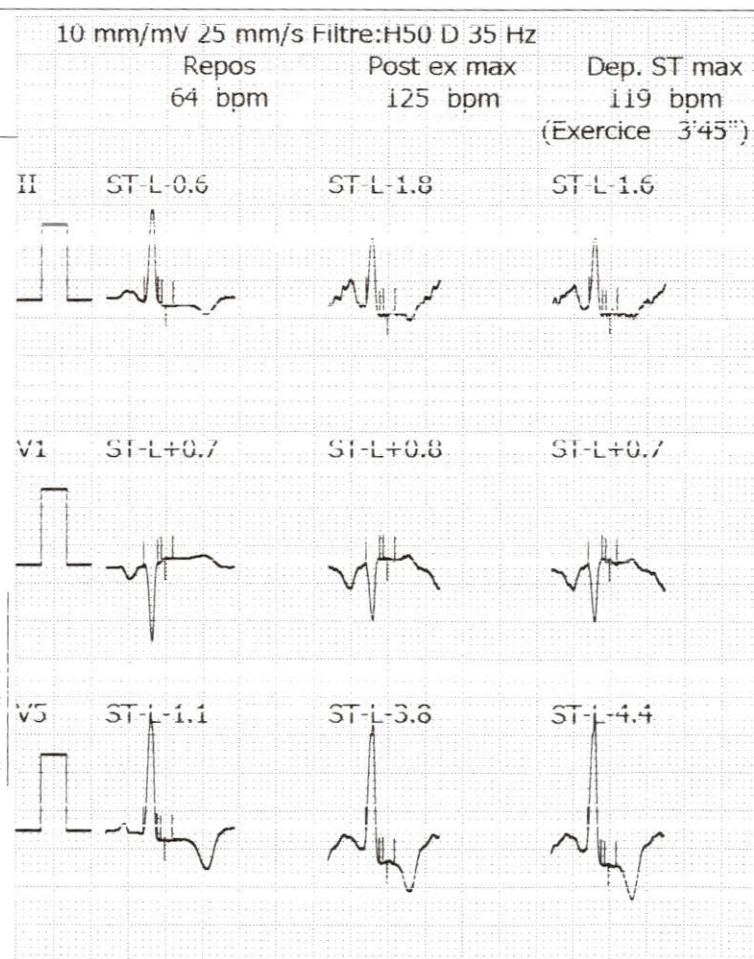 10 mm/mV 25 mm/s Filtre:H50 D 35 Hz
Repos Post ex max Dep. ST max
64 bpm 125 bpm 119 bpm
(Exercice 3'45")
II ST-L-0.6 ST-L-1.8 ST-L-1.6
V1 ST-L+0.7 ST-L+0.8 ST-L+0.7
V5 ST-L-1.1 ST-L-3.8 ST-L-4.4